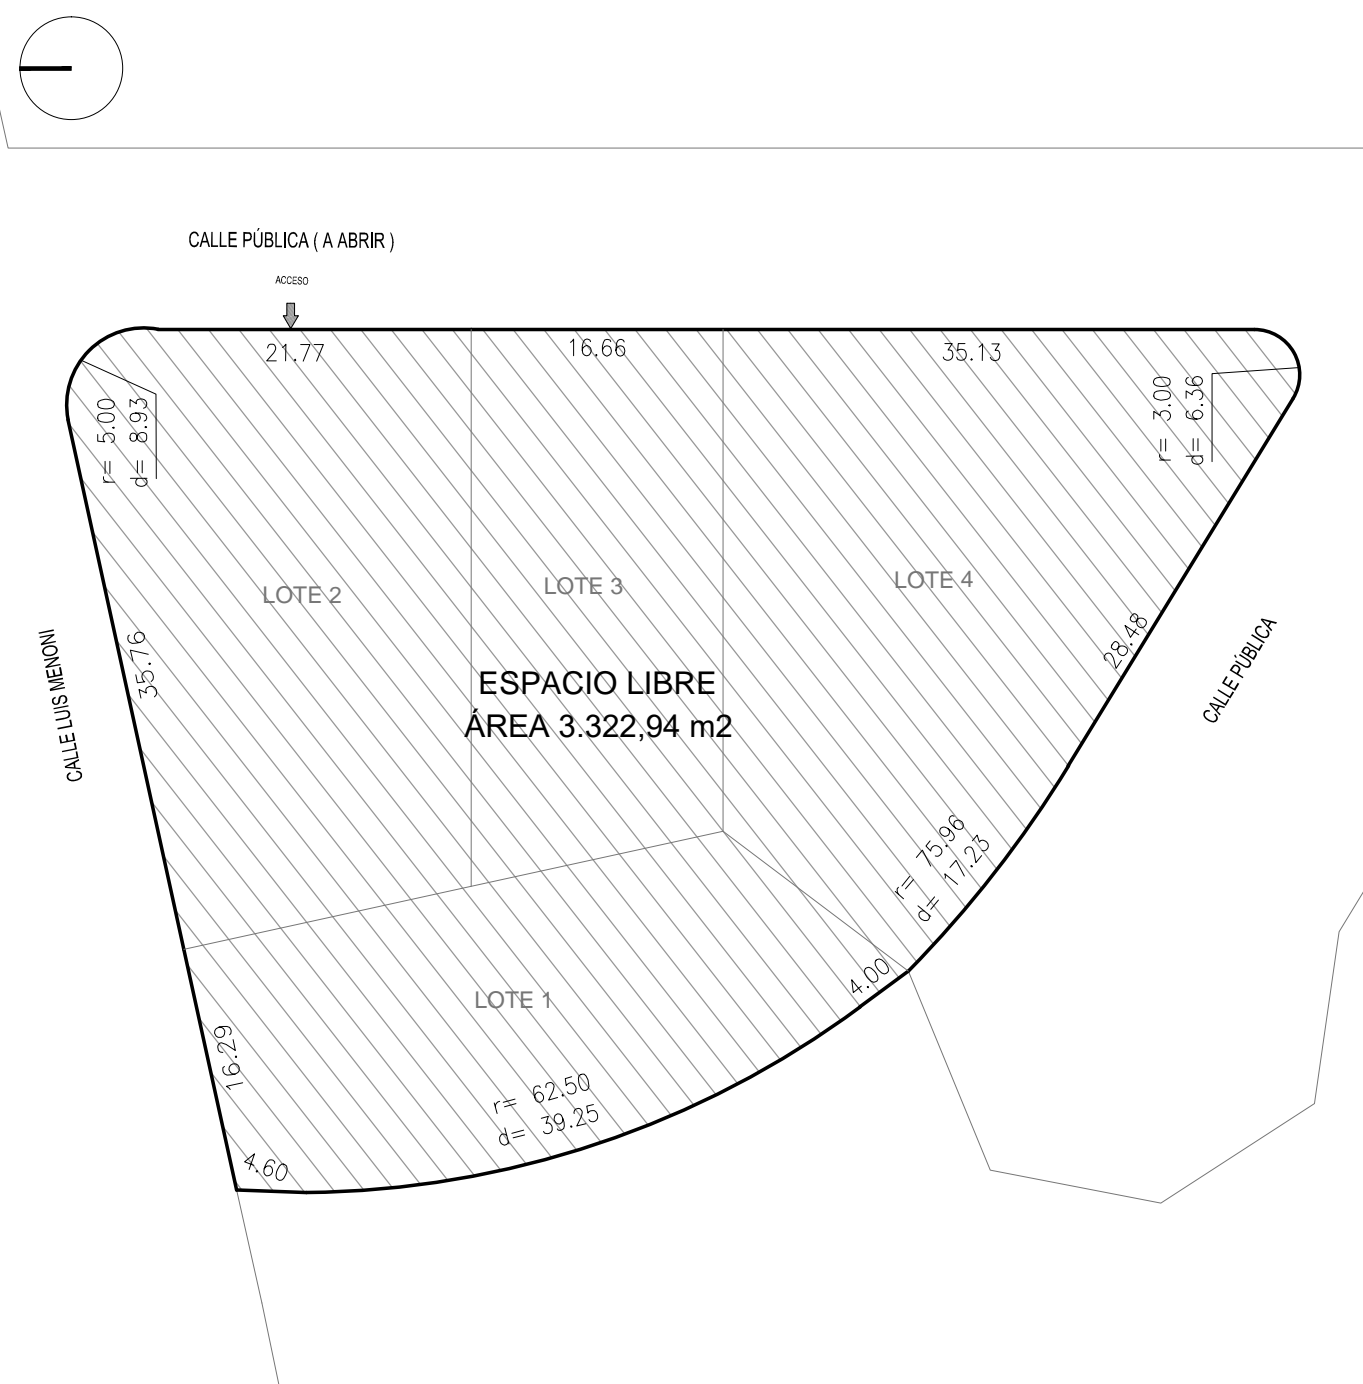 CALLE PÚBLICA ( A ABRIR )
ACCESO
21.77
16.66
35.13
r= 5.00
d= 8.93
r= 3.00
d= 6.36
LOTE 2
LOTE 3
LOTE 4
35.76
28.48
CALLE LUIS MENONI
CALLE PÚBLICA
ESPACIO LIBRE
ÁREA 3.322,94 m2
r= 75.96
d= 17.23
4.00
LOTE 1
16.29
r= 62.50
d= 39.25
4.60